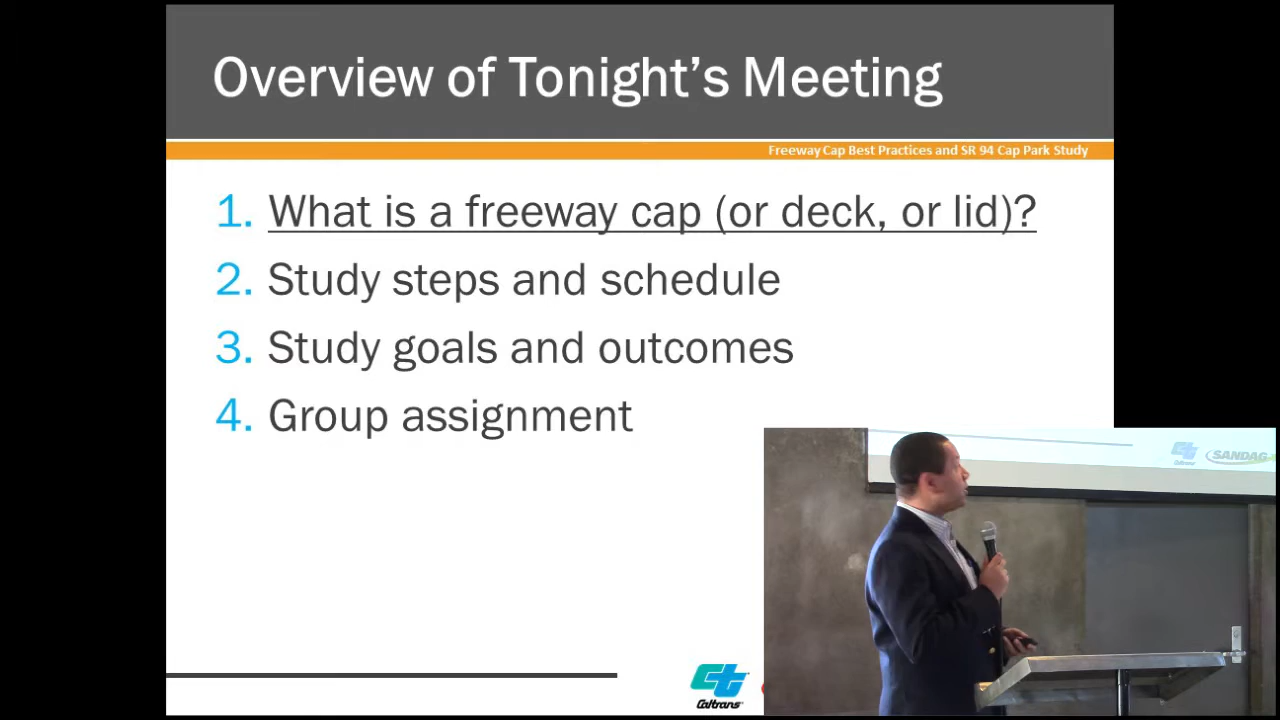 Overview of Tonight's Meeting
Freeway Cap Best Practices and SR 94 Cap Park Study
1. What is a freeway cap (or deck, or lid)?
2. Study steps and schedule
3. Study goals and outcomes
4. Group assignment
Caltrans
SANDAG
Caltrans